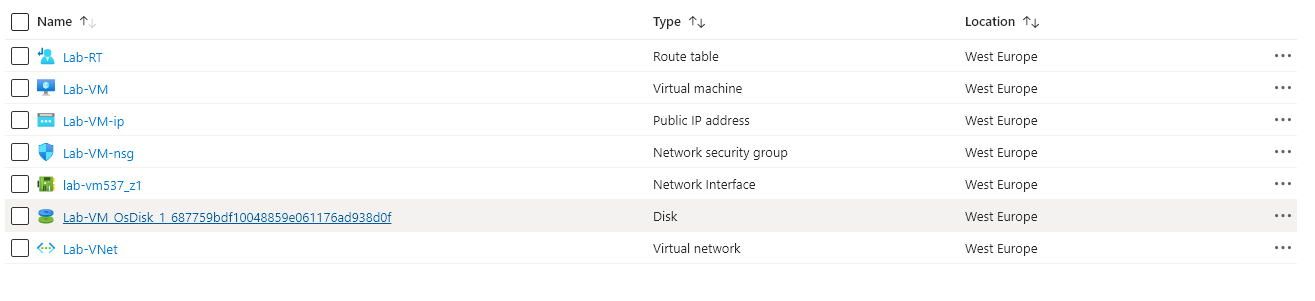 Name ↑↓ Type ↑↓ Location ↑↓
Lab-RT Route table West Europe ...
Lab-VM Virtual machine West Europe ...
Lab-VM-ip Public IP address West Europe ...
Lab-VM-nsg Network security group West Europe ...
lab-vm537_z1 Network Interface West Europe ...
Lab-VM_OsDisk_1_687759bdf10048859e061176ad938d0f Disk West Europe ...
Lab-VNet Virtual network West Europe ...